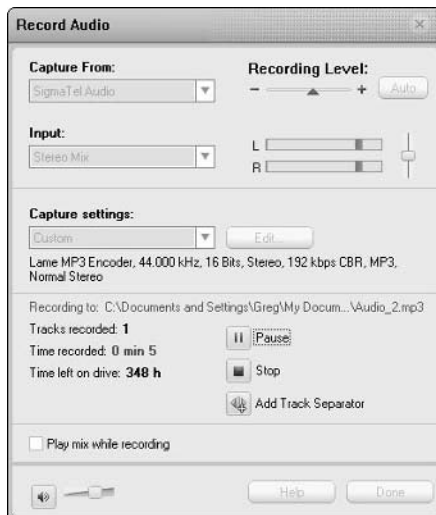 Record Audio
Capture From:
SigmaTel Audio
Recording Level:
- +
Auto
Input:
Stereo Mix
L
R
Capture settings:
Custom
Edit...
Lame MP3 Encoder, 44.000 kHz, 16 Bits, Stereo, 192 kbps CBR, MP3,
Normal Stereo
Recording to: C:\Documents and Settings\Greg\My Docum...\Audio_2.mp3
Tracks recorded: 1
Time recorded: 0 min 5
Time left on drive: 348 h
Pause
Stop
Add Track Separator
Play mix while recording
Help
Done